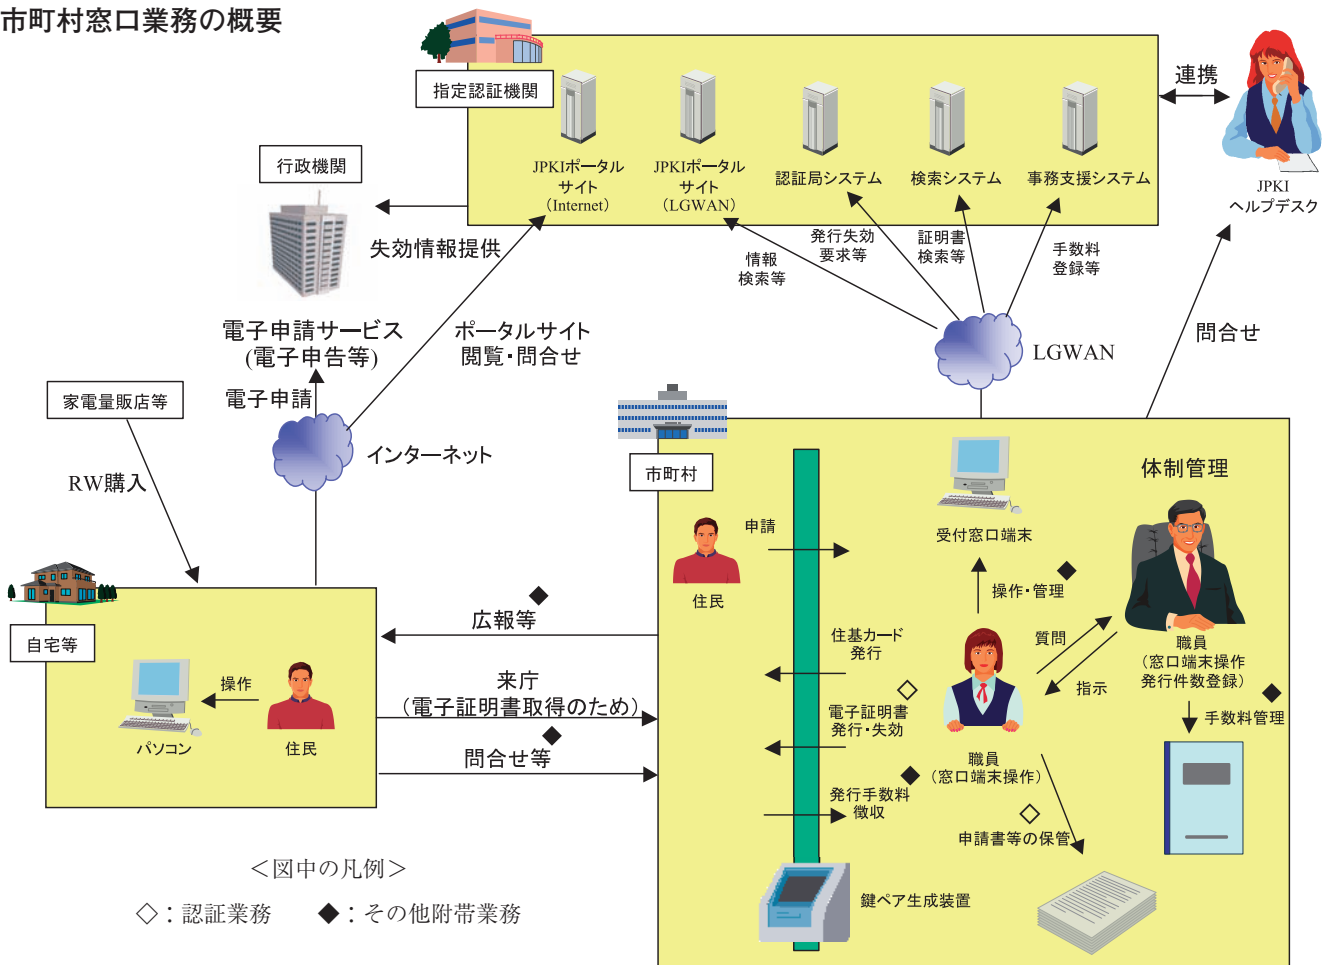 市町村窓口業務の概要
指定認証機関
JPKIポータル
サイト
（Internet）
JPKIポータル
サイト
（LGWAN）
認証局システム
検索システム
事務支援システム
連携
JPKI
ヘルプデスク
行政機関
失効情報提供
電子申請サービス
(電子申告等)
電子申請
ポータルサイト
閲覧・問合せ
情報
検索等
発行失効
要求等
証明書
検索等
手数料
登録等
LGWAN
問合せ
家電量販店等
RW購入
インターネット
市町村
申請
住民
受付窓口端末
体制管理
操作・管理◆
自宅等
操作
パソコン
住民
広報等◆
来庁
（電子証明書取得のため）
問合せ等◆
住基カード
発行
電子証明書◇
発行・失効
発行手数料◆
徴収
質問
指示
職員
（窓口端末操作
発行件数登録）
手数料管理◆
職員
（窓口端末操作）
◇
申請書等の保管
鍵ペア生成装置
＜図中の凡例＞
◇：認証業務　◆：その他附帯業務